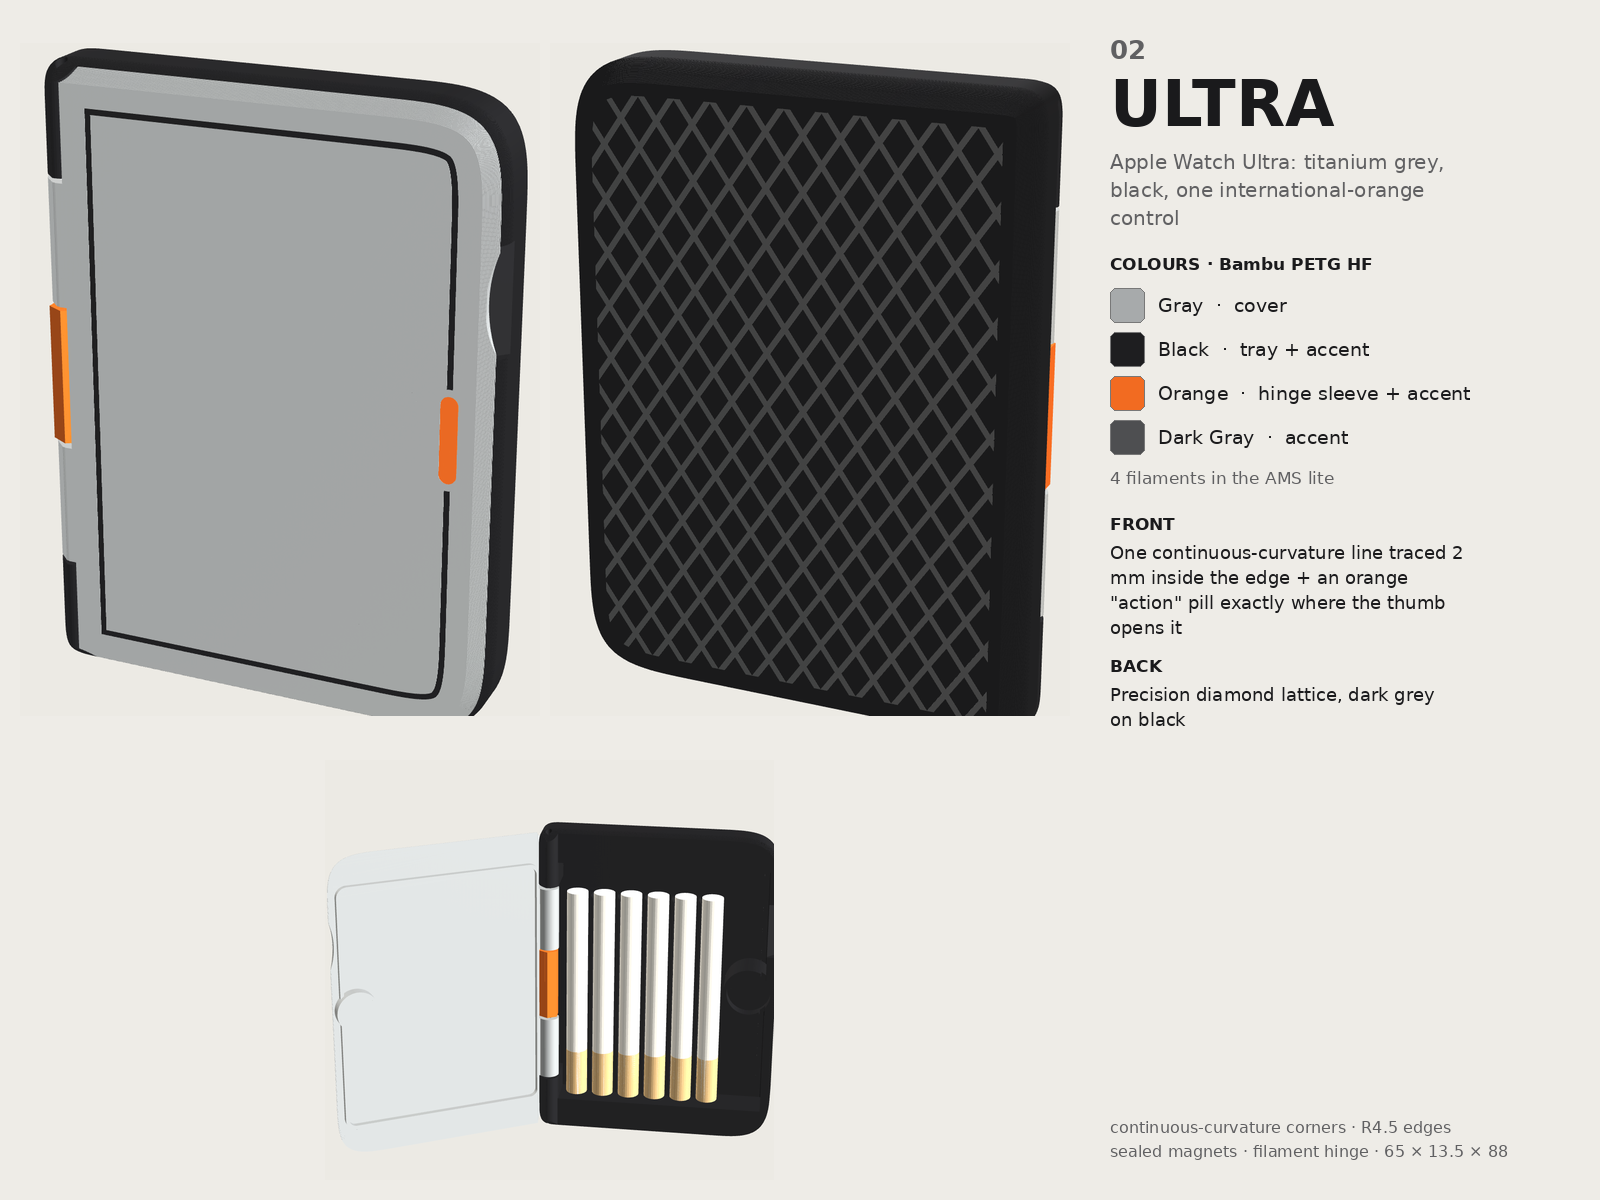 02
ULTRA
Apple Watch Ultra: titanium grey,
black, one international-orange
control
COLOURS · Bambu PETG HF
Gray · cover
Black · tray + accent
Orange · hinge sleeve + accent
Dark Gray · accent
4 filaments in the AMS lite
FRONT
One continuous-curvature line traced 2
mm inside the edge + an orange
"action" pill exactly where the thumb
opens it
BACK
Precision diamond lattice, dark grey
on black
continuous-curvature corners · R4.5 edges
sealed magnets · filament hinge · 65 × 13.5 × 88